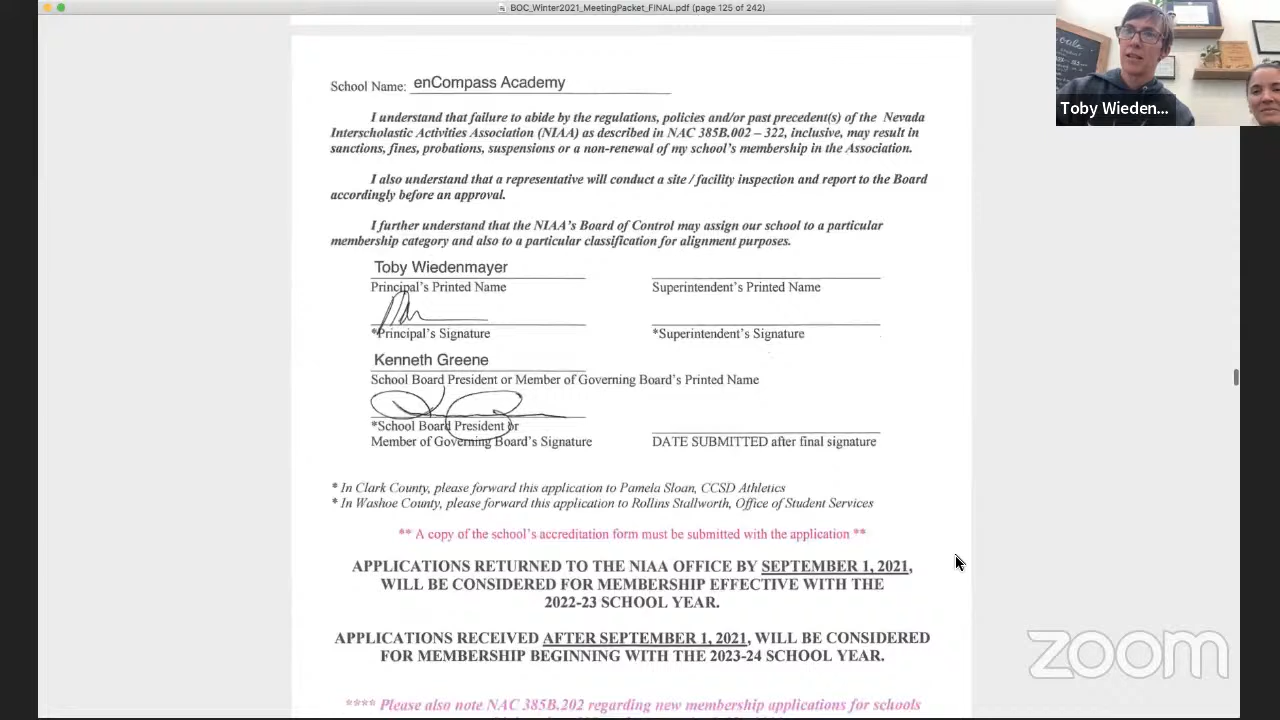 BOC_Winter2021_MeetingPacket_FINAL.pdf (page 125 of 242)
Toby Wieden...
School Name: enCompass Academy
I understand that failure to abide by the regulations, policies and/or past precedent(s) of the Nevada
Interscholastic Activities Association (NIAA) as described in NAC 385B.002 – 322, inclusive, may result in
sanctions, fines, probations, suspensions or a non-renewal of my school's membership in the Association.
I also understand that a representative will conduct a site / facility inspection and report to the Board
accordingly before an approval.
I further understand that the NIAA's Board of Control may assign our school to a particular
membership category and also to a particular classification for alignment purposes.
Toby Wiedenmayer
Principal's Printed Name
Superintendent's Printed Name
*Principal's Signature
*Superintendent's Signature
Kenneth Greene
School Board President or Member of Governing Board's Printed Name
*School Board President or
Member of Governing Board's Signature
DATE SUBMITTED after final signature
* In Clark County, please forward this application to Pamela Sloan, CCSD Athletics
* In Washoe County, please forward this application to Rollins Stallworth, Office of Student Services
** A copy of the school's accreditation form must be submitted with the application **
APPLICATIONS RETURNED TO THE NIAA OFFICE BY SEPTEMBER 1, 2021,
WILL BE CONSIDERED FOR MEMBERSHIP EFFECTIVE WITH THE
2022-23 SCHOOL YEAR.
APPLICATIONS RECEIVED AFTER SEPTEMBER 1, 2021, WILL BE CONSIDERED
FOR MEMBERSHIP BEGINNING WITH THE 2023-24 SCHOOL YEAR.
**** Please also note NAC 385B.202 regarding new membership applications for schools
zoom